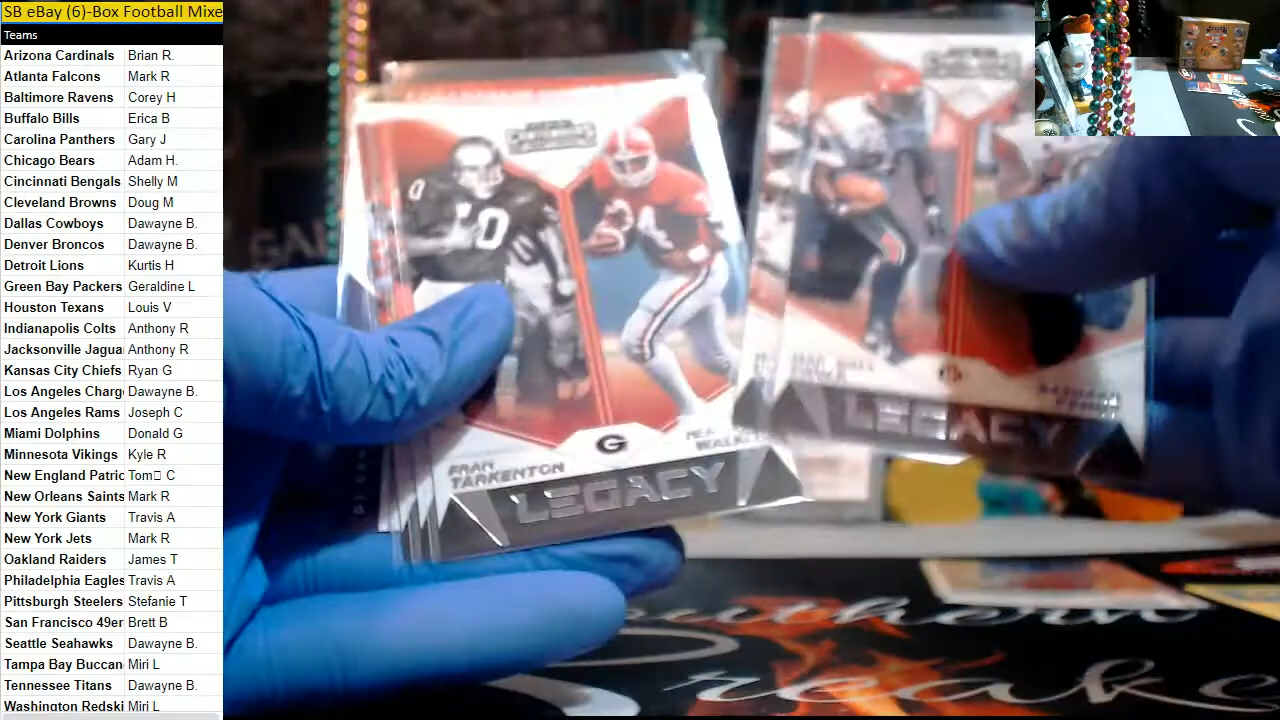 SB eBay (6)-Box Football Mixe
Teams
Arizona Cardinals Brian R.
Atlanta Falcons Mark R
Baltimore Ravens Corey H
Buffalo Bills Erica B
Carolina Panthers Gary J
Chicago Bears Adam H.
Cincinnati Bengals Shelly M
Cleveland Browns Doug M
Dallas Cowboys Dawayne B.
Denver Broncos Dawayne B.
Detroit Lions Kurtis H
Green Bay Packers Geraldine L
Houston Texans Louis V
Indianapolis Colts Anthony R
Jacksonville Jagua Anthony R
Kansas City Chiefs Ryan G
Los Angeles Charg Dawayne B.
Los Angeles Rams Joseph C
Miami Dolphins Donald G
Minnesota Vikings Kyle R
New England Patric Tom C
New Orleans Saints Mark R
New York Giants Travis A
New York Jets Mark R
Oakland Raiders James T
Philadelphia Eagles Travis A
Pittsburgh Steelers Stefanie T
San Francisco 49er Brett B
Seattle Seahawks Dawayne B.
Tampa Bay Buccan Miri L
Tennessee Titans Dawayne B.
Washington Redski Miri L
10
34
G
FRAN TARKENTON
WALK
LEGACY
LEGACY
Southern
Breaks